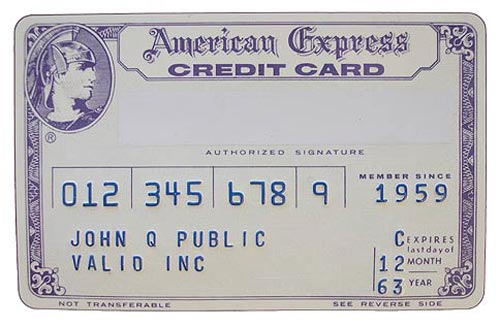 American Express
CREDIT CARD
®
AUTHORIZED SIGNATURE
012 345 678 9
MEMBER SINCE
1959
JOHN Q PUBLIC
VALID INC
C EXPIRES
last day of
12 MONTH
63 YEAR
NOT TRANSFERABLE
SEE REVERSE SIDE